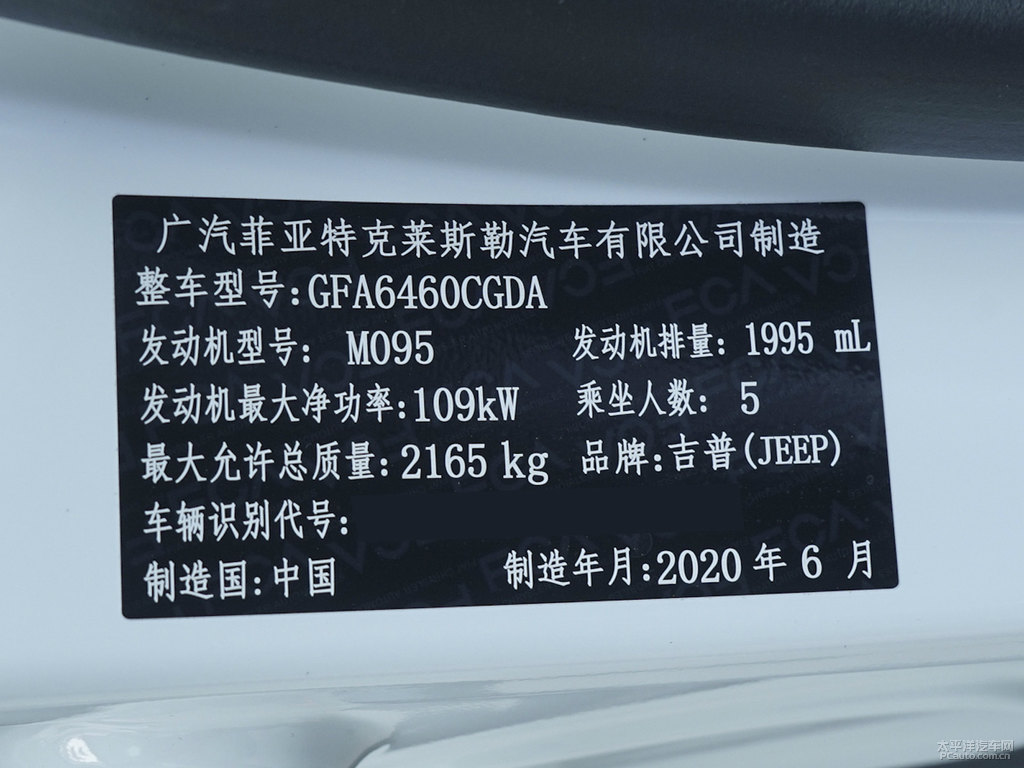 广汽菲亚特克莱斯勒汽车有限公司制造
整车型号:GFA6460CGDA
发动机型号: M095 发动机排量: 1995 mL
发动机最大净功率:109kW 乘坐人数: 5
最大允许总质量:2165 kg 品牌:吉普(JEEP)
车辆识别代号:
制造国:中国 制造年月:2020 年 6 月
太平洋汽车网
PCauto.com.cn